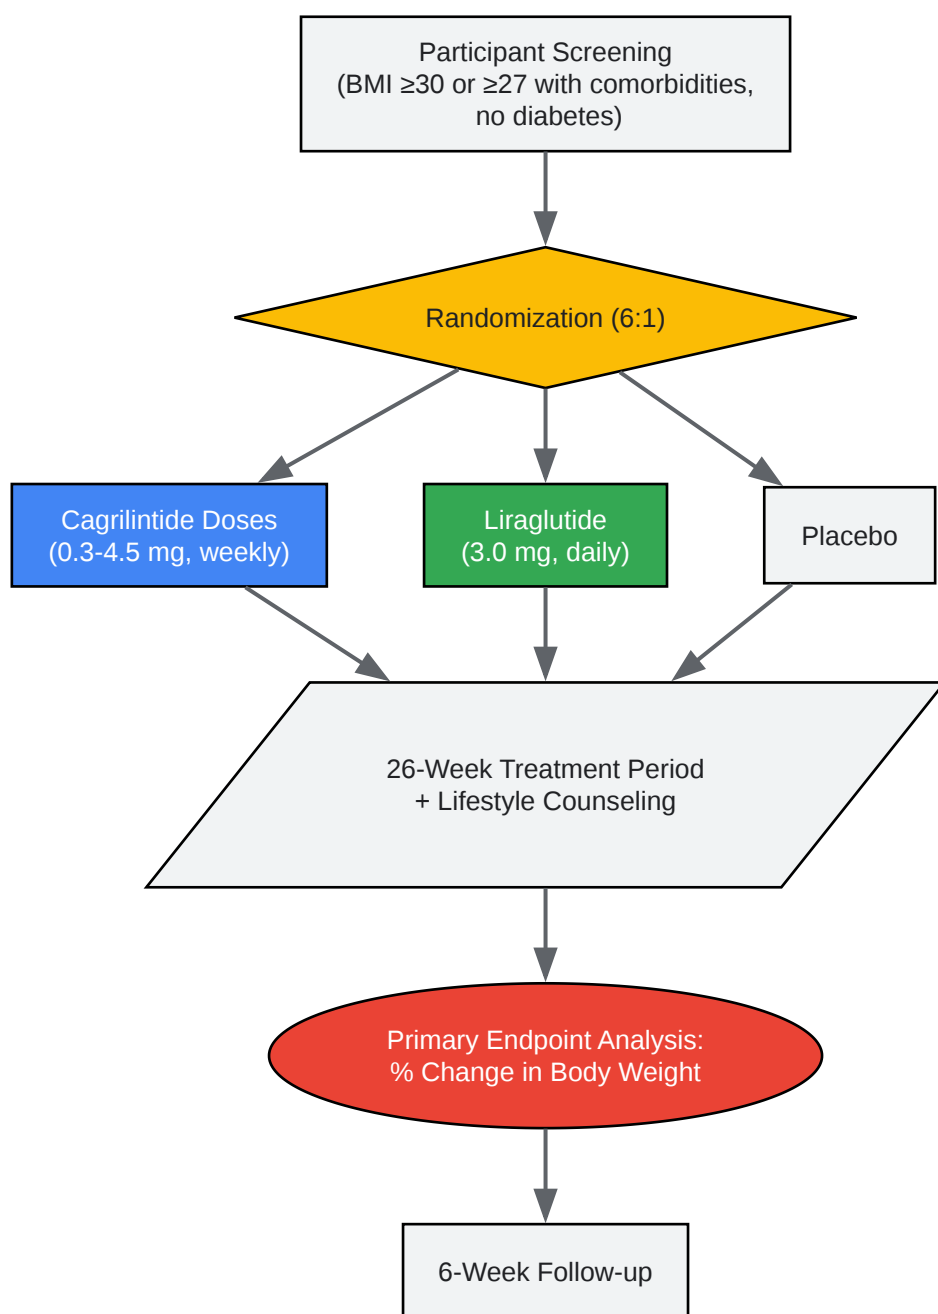 Participant Screening
(BMI ≥30 or ≥27 with comorbidities,
no diabetes)
Randomization (6:1)
Cagrilintide Doses
(0.3-4.5 mg, weekly)
Liraglutide
(3.0 mg, daily)
Placebo
26-Week Treatment Period
+ Lifestyle Counseling
Primary Endpoint Analysis:
% Change in Body Weight
6-Week Follow-up